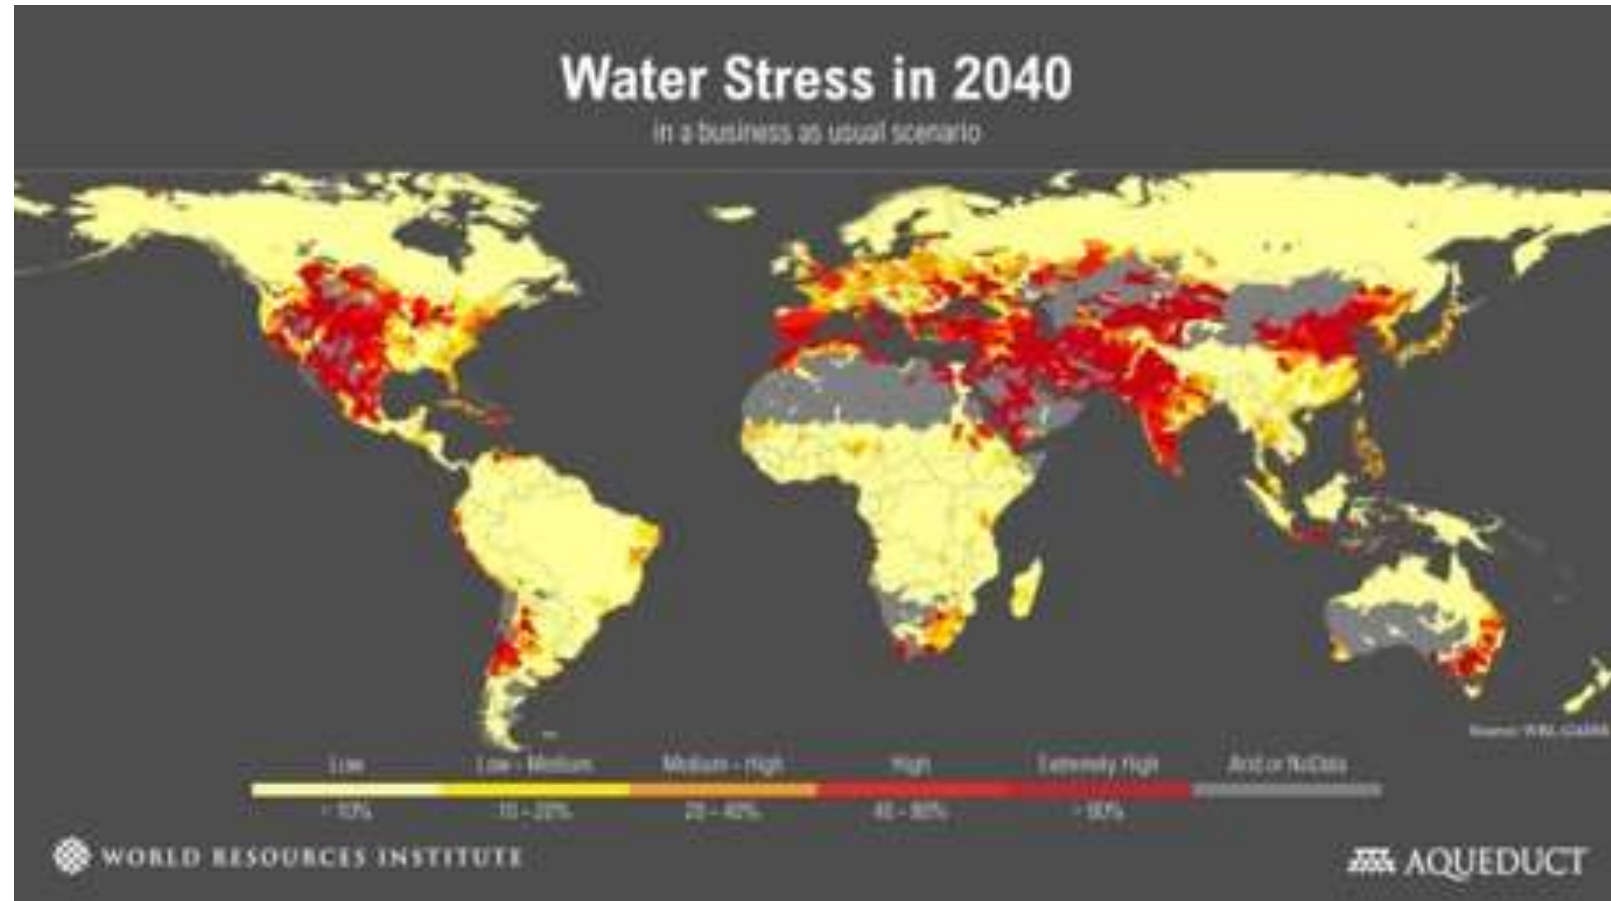 Water Stress in 2040
in a business as usual scenario
Low Low - Medium Medium - High High Extremely High Arid or NoData
10 - 20% 20 - 40% 40 - 80%
WORLD RESOURCES INSTITUTE
AQUEDUCT